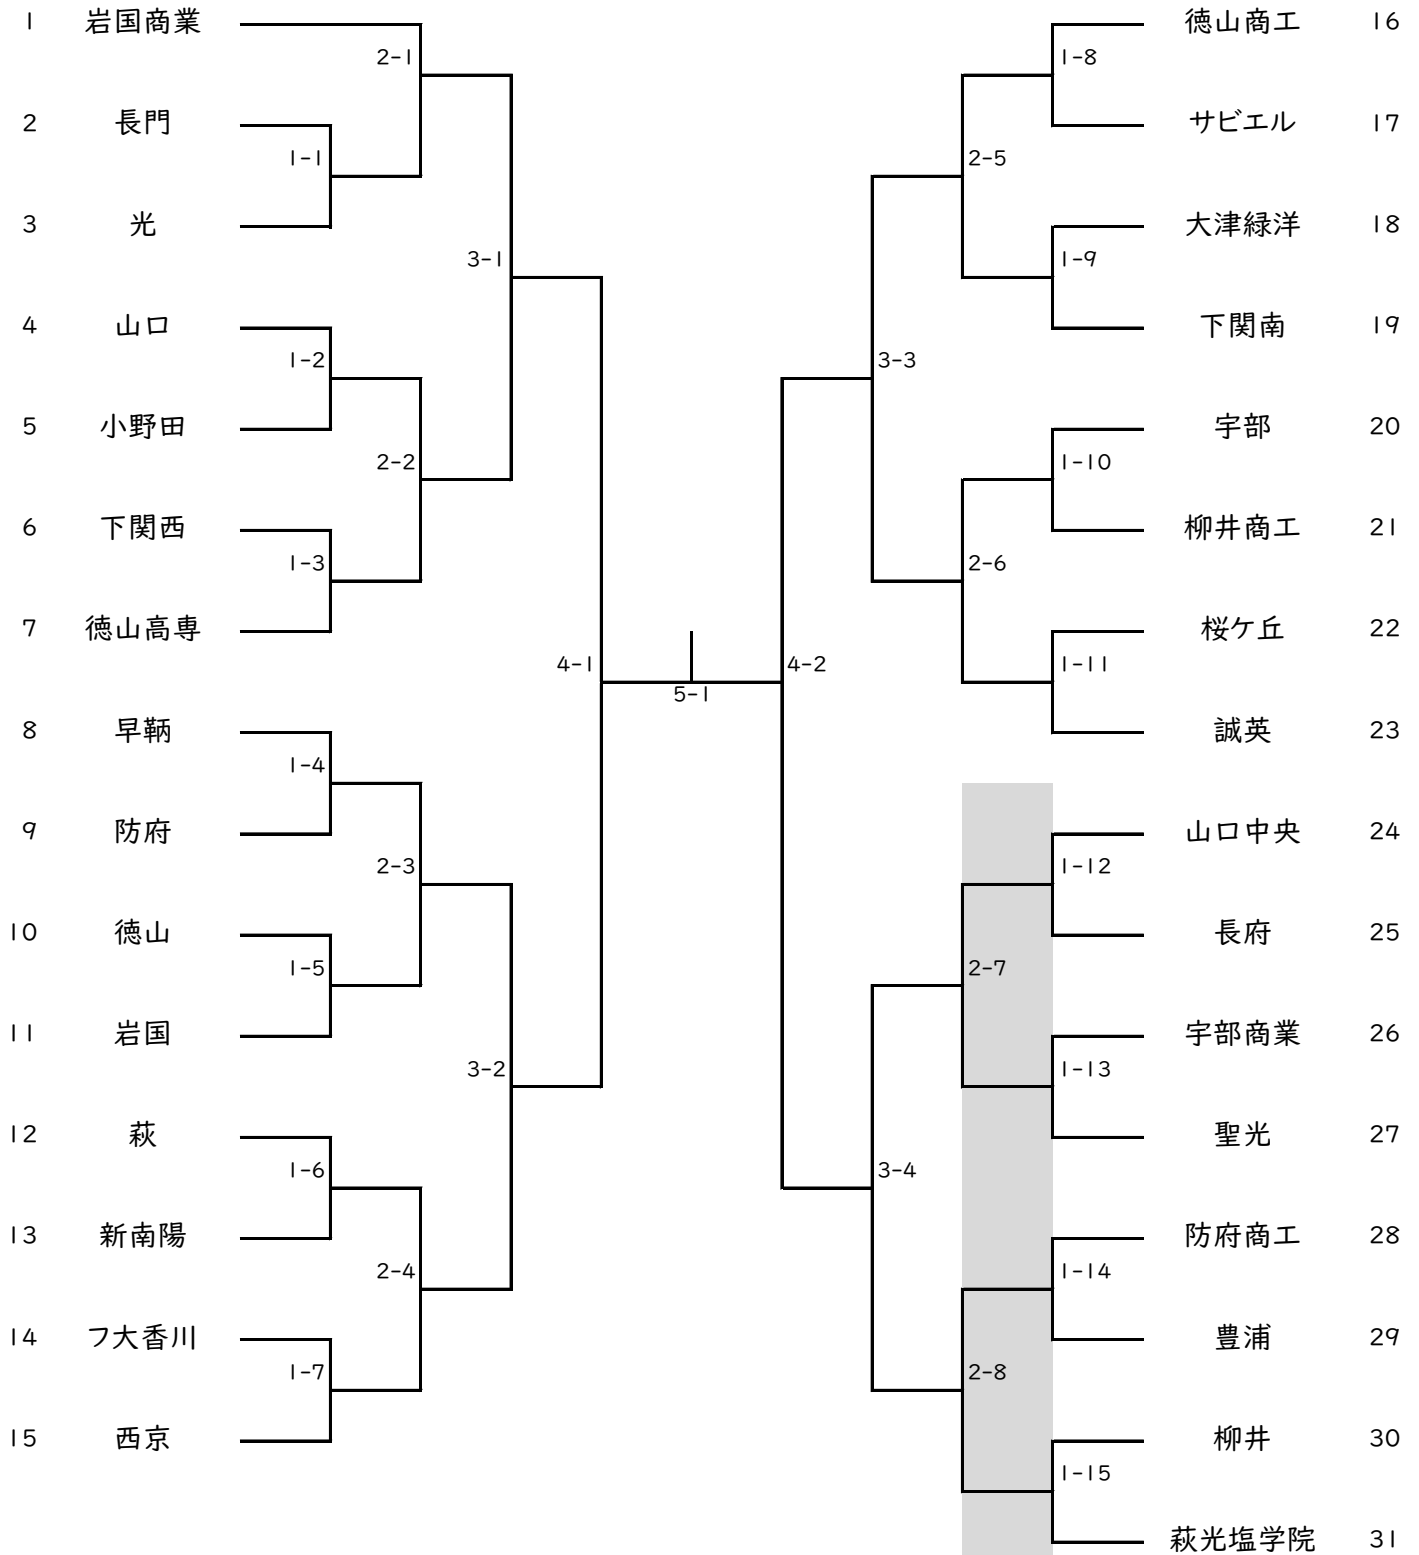 1 岩国商業
2-1
2 長門
1-1
3 光
3-1
4 山口
1-2
5 小野田
2-2
6 下関西
1-3
7 徳山高専
4-1
8 早鞆
1-4
9 防府
2-3
10 徳山
1-5
11 岩国
3-2
12 萩
1-6
13 新南陽
2-4
14 フ大香川
1-7
15 西京
5-1
徳山商工 16
1-8
サビエル 17
2-5
大津緑洋 18
1-9
下関南 19
3-3
宇部 20
1-10
柳井商工 21
2-6
桜ケ丘 22
4-2
1-11
誠英 23
山口中央 24
1-12
長府 25
2-7
宇部商業 26
1-13
聖光 27
3-4
防府商工 28
1-14
豊浦 29
2-8
柳井 30
1-15
萩光塩学院 31